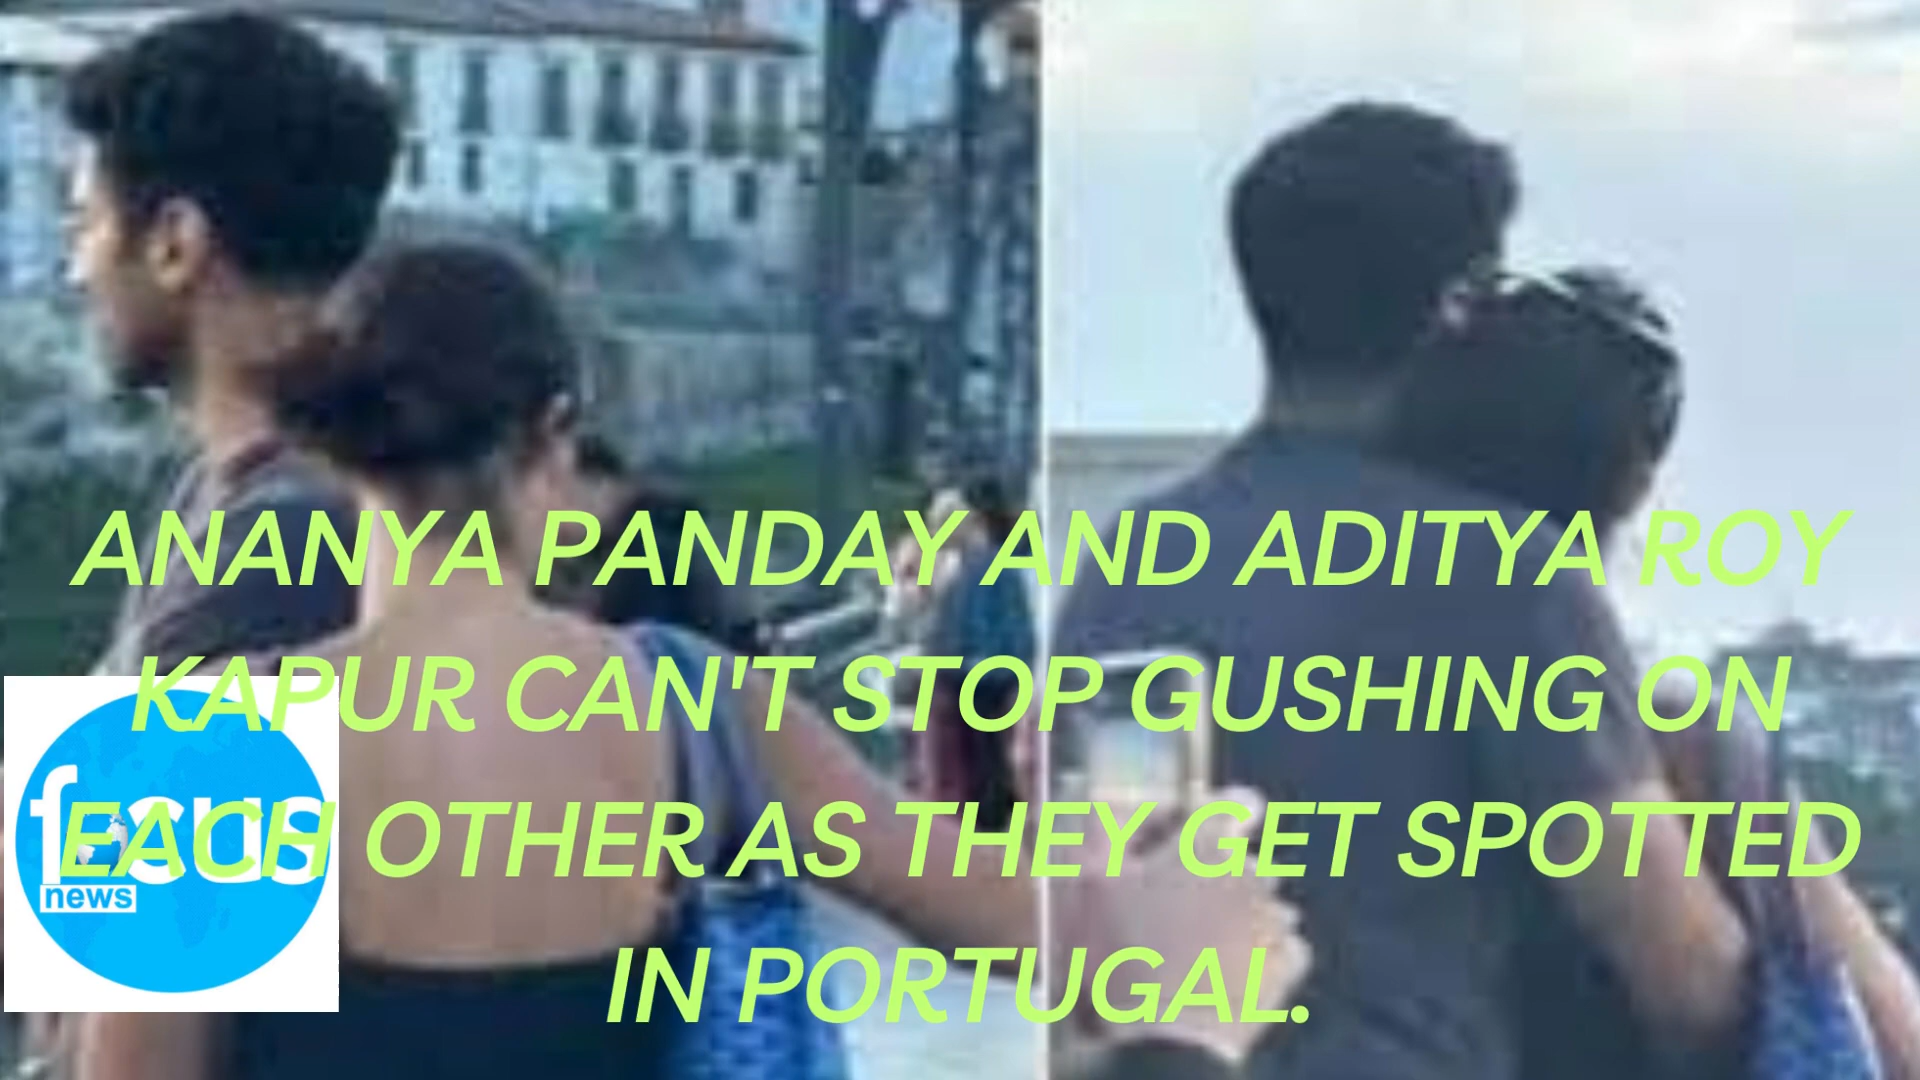 ANANYA PANDAY AND ADITYA ROY
KAPUR CAN'T STOP GUSHING ON
EACH OTHER AS THEY GET SPOTTED
IN PORTUGAL.
focus
news